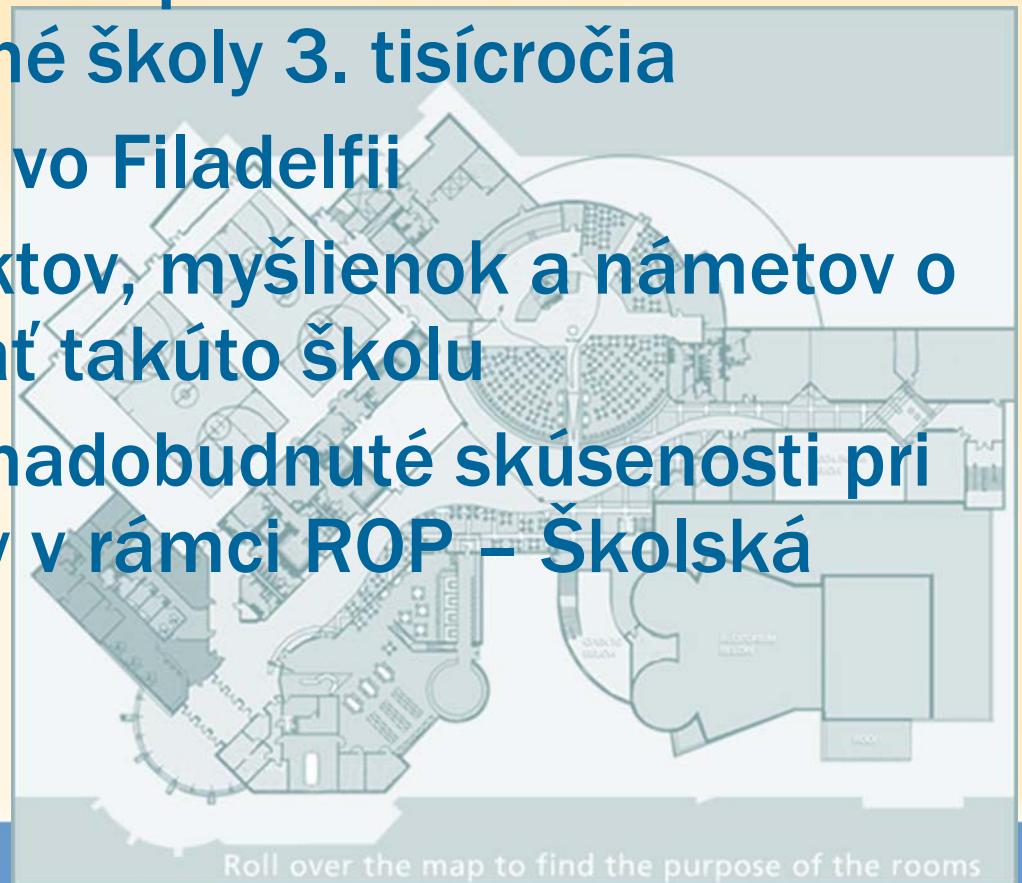 né školy 3. tisícročia
vo Filadelfii
ktov, myšlienok a námetov o
ať takúto školu
nadobudnuté skúsenosti pri
v rámci ROP – Školská
Roll over the map to find the purpose of the rooms